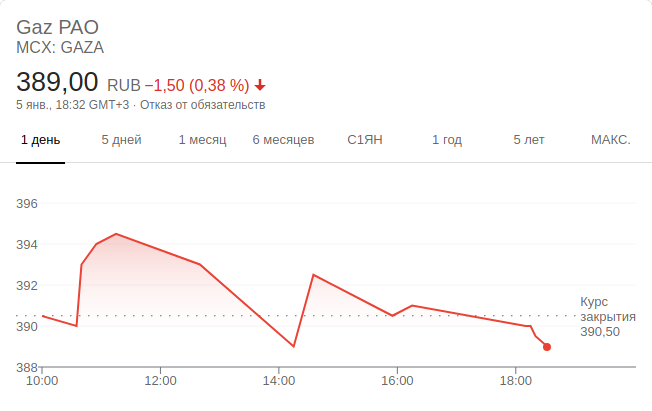 Gaz PAO
MCX: GAZA
389,00 RUB −1,50 (0,38 %)
5 янв., 18:32 GMT+3 · Отказ от обязательств
1 день 5 дней 1 месяц 6 месяцев С1ЯН 1 год 5 лет МАКС.
396
394
392
390
388
Курс
закрытия
390,50
10:00 12:00 14:00 16:00 18:00